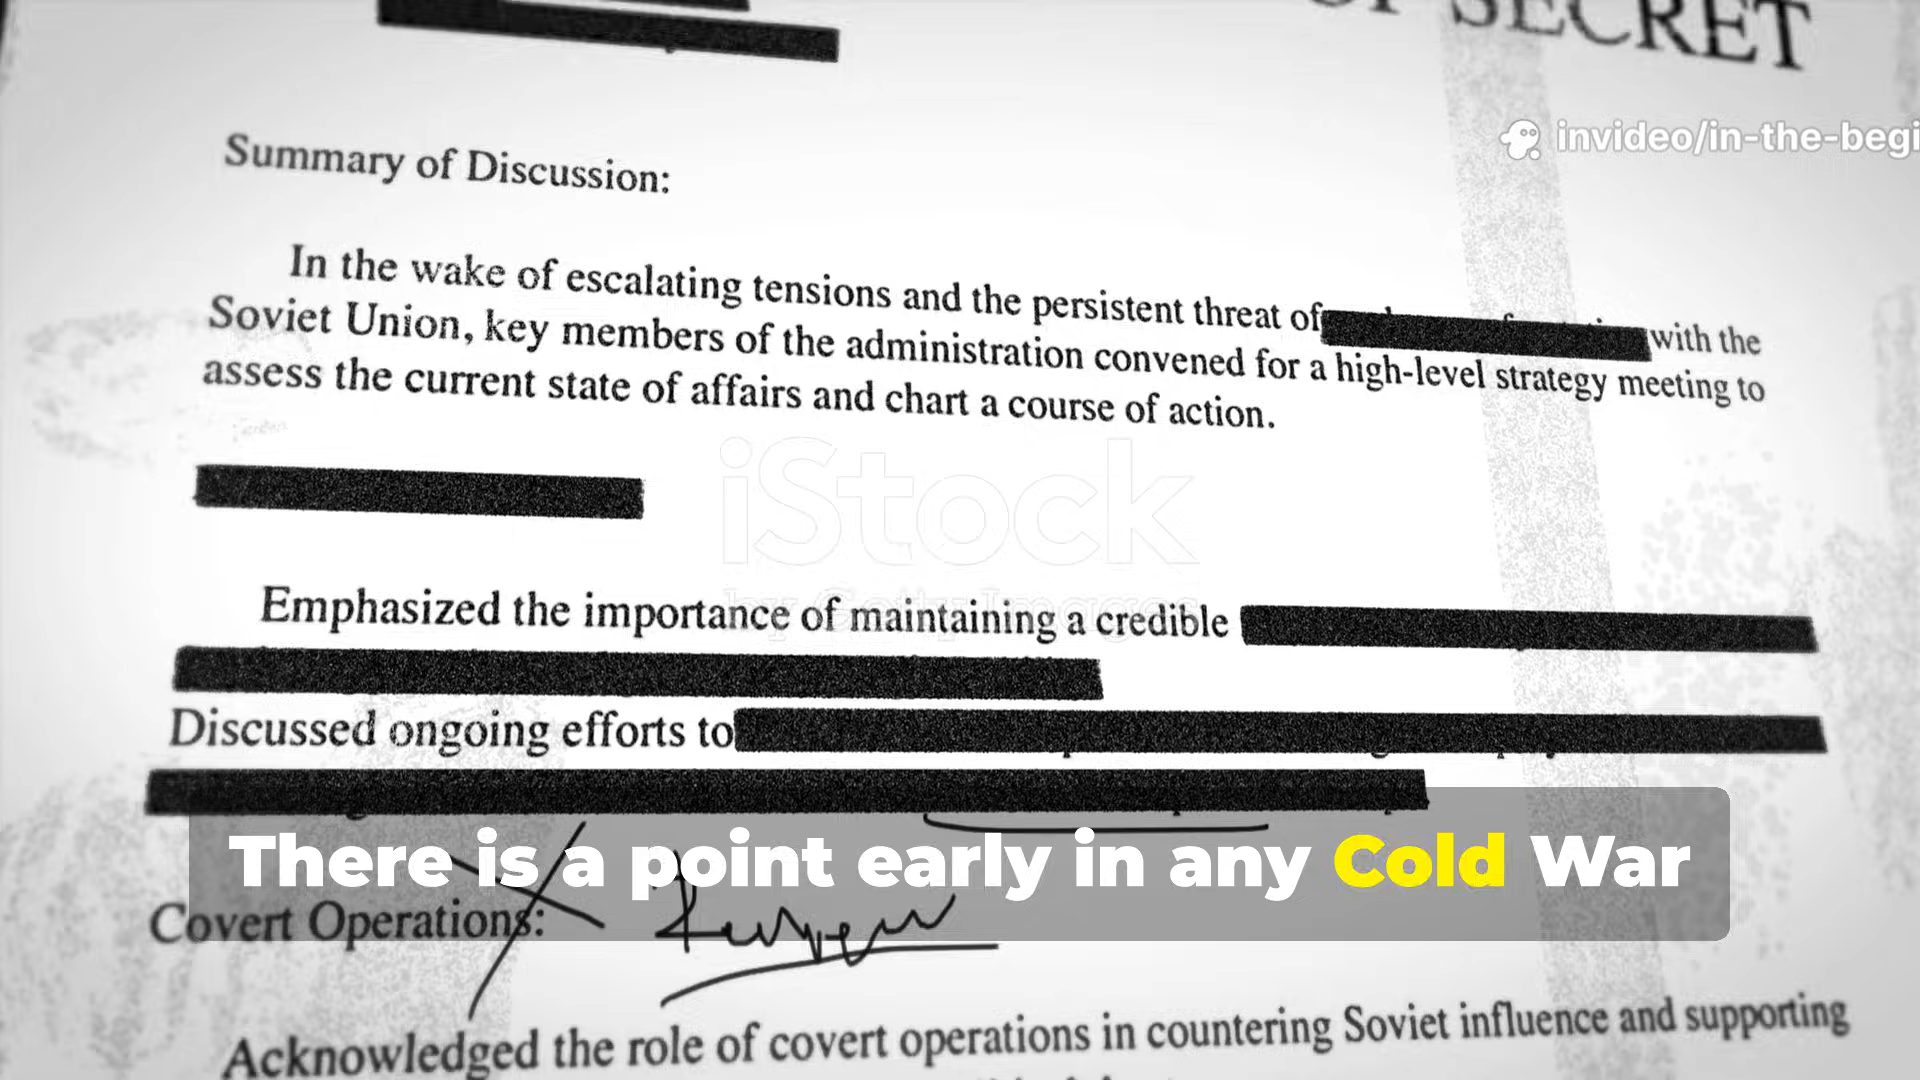 SECRET
invideo/in-the-begi
Summary of Discussion:
In the wake of escalating tensions and the persistent threat of with the
Soviet Union, key members of the administration convened for a high-level strategy meeting to
assess the current state of affairs and chart a course of action.
iStock
by Getty Images
Emphasized the importance of maintaining a credible
Discussed ongoing efforts to
There is a point early in any Cold War
Covert Operations:
Acknowledged the role of covert operations in countering Soviet influence and supporting